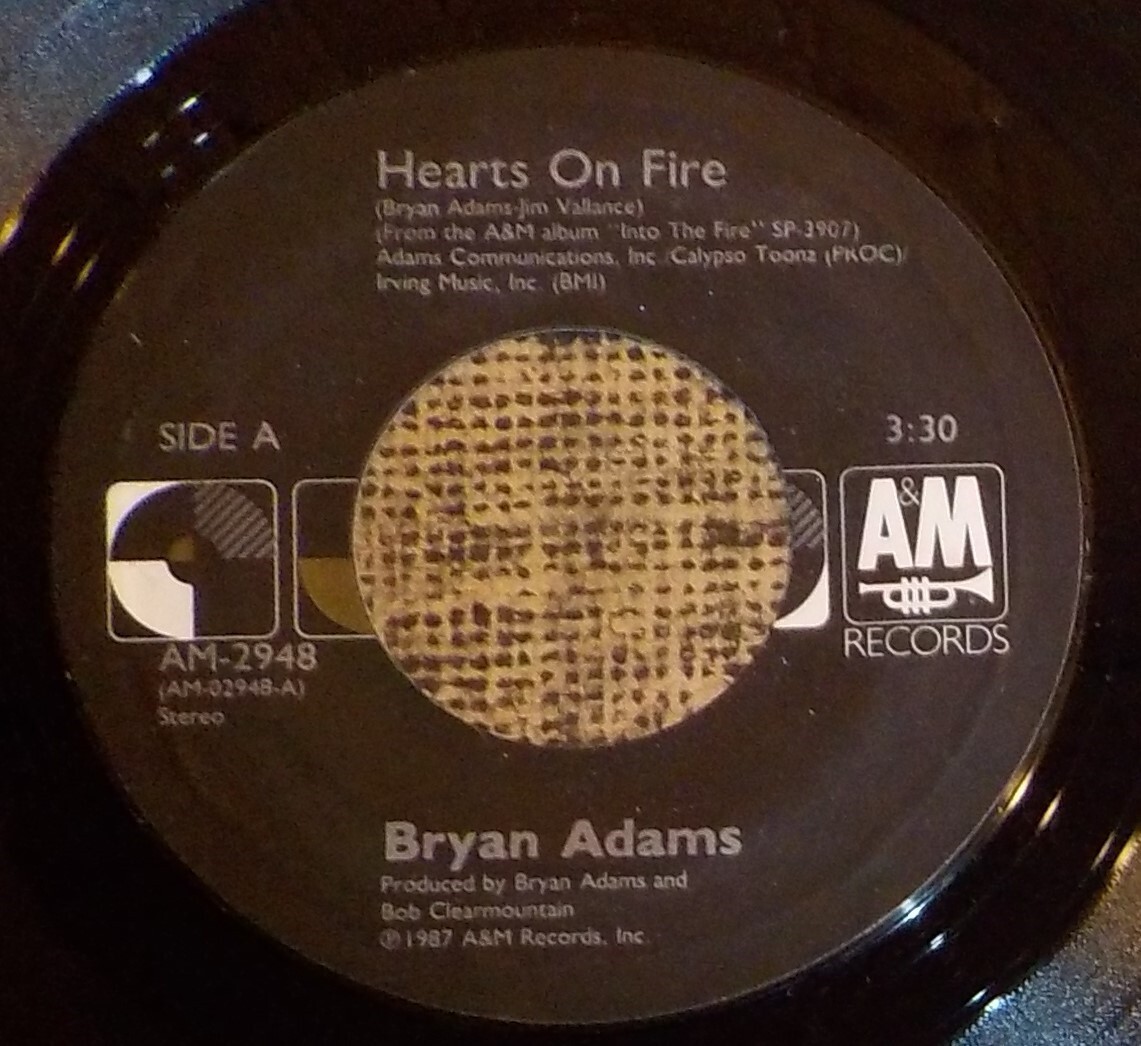 Hearts On Fire
(Bryan Adams-Jim Vallance)
(From the A&M album "Into The Fire" SP-3907)
Adams Communications, Inc./Calypso Toonz (PROC)/
Irving Music, Inc. (BMI)
SIDE A
3:30
A&M
RECORDS
AM-2948
(AM-02948-A)
Stereo
Bryan Adams
Produced by Bryan Adams and
Bob Clearmountain
℗1987 A&M Records, Inc.